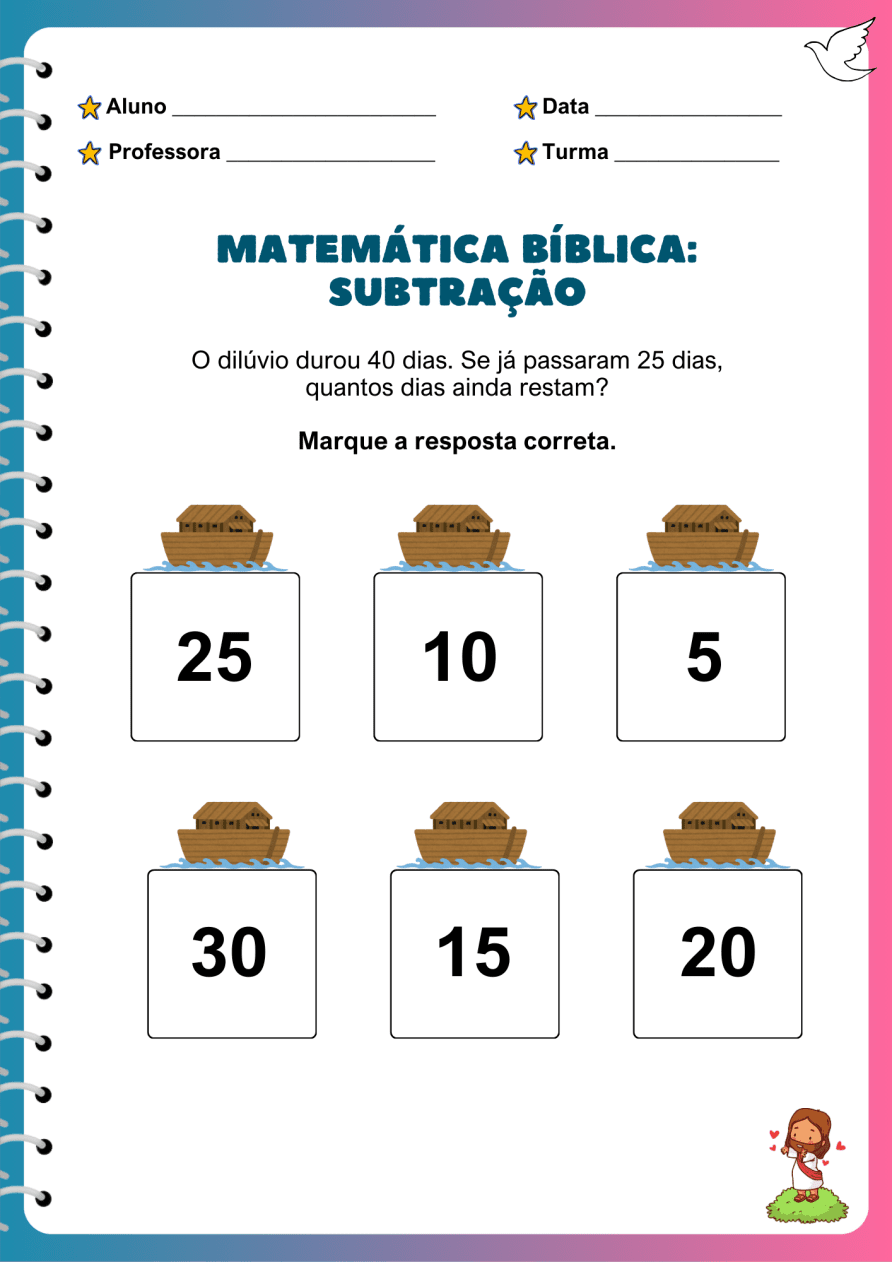 Aluno ______________________ Data ________________
Professora __________________ Turma ______________
MATEMÁTICA BÍBLICA:
SUBTRAÇÃO
O dilúvio durou 40 dias. Se já passaram 25 dias,
quantos dias ainda restam?
Marque a resposta correta.
25 10 5
30 15 20